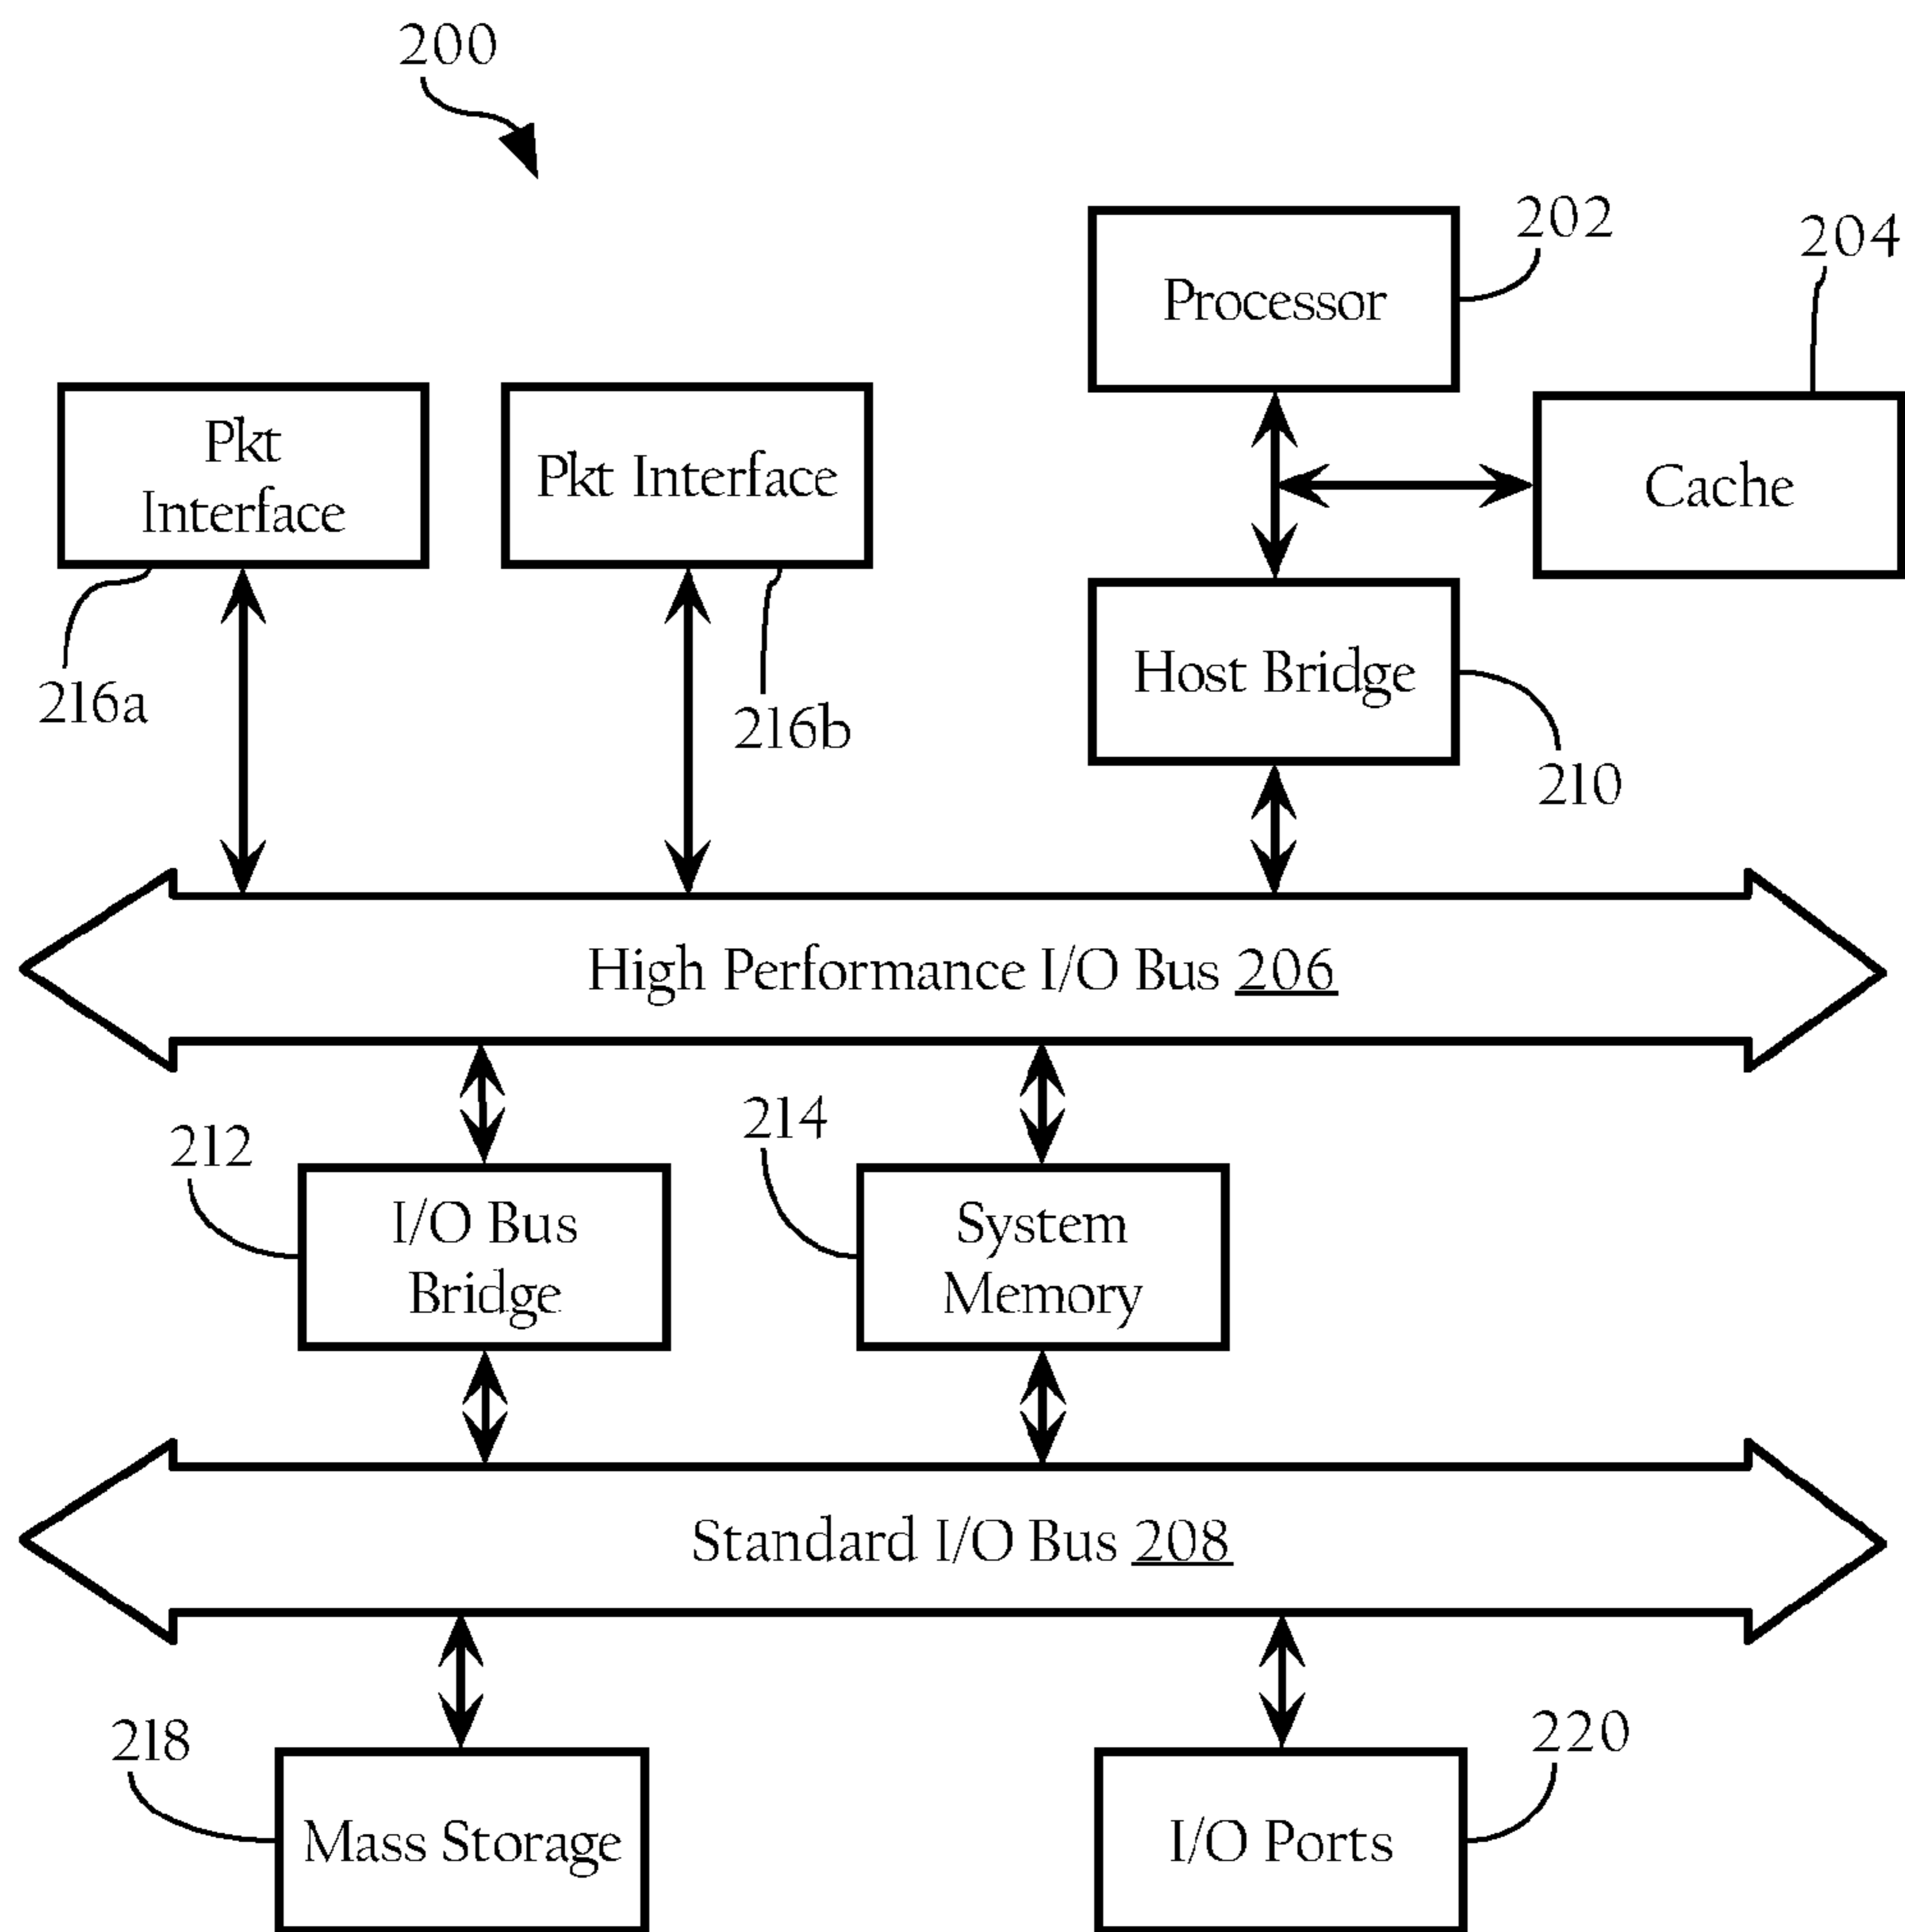 200
202
204
Processor
Pkt
Interface
Pkt Interface
Cache
216a
216b
Host Bridge
210
High Performance I/O Bus 206
212
214
I/O Bus
Bridge
System
Memory
Standard I/O Bus 208
218
220
Mass Storage
I/O Ports